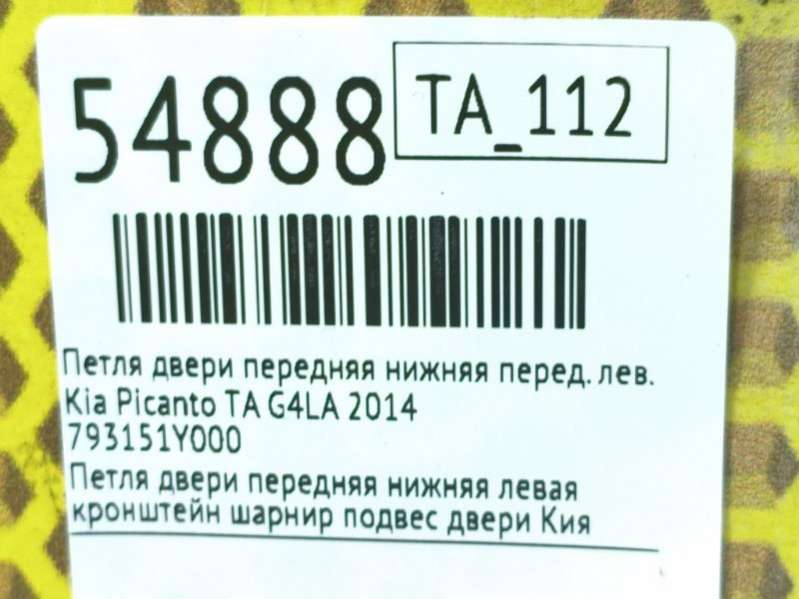 54888
TA_112
Петля двери передняя нижняя перед. лев.
Kia Picanto TA G4LA 2014
793151Y000
Петля двери передняя нижняя левая
кронштейн шарнир подвес двери Кия